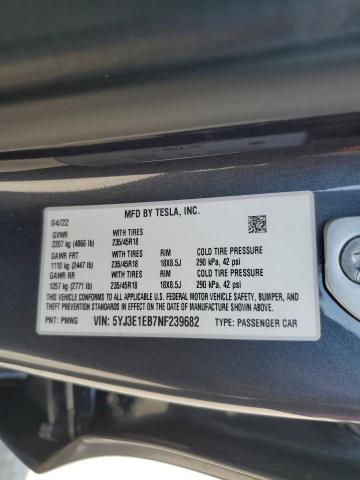 MFD BY TESLA, INC.
04/22
GVWR WITH TIRES
2207 kg (4866 lb) 235/45R18
GAWR FRT WITH TIRES RIM COLD TIRE PRESSURE
1110 kg (2447 lb) 235/45R18 18X8.5J 290 kPa, 42 psi
GAWR RR WITH TIRES RIM COLD TIRE PRESSURE
1257 kg (2771 lb) 235/45R18 18X8.5J 290 kPa, 42 psi
THIS VEHICLE CONFORMS TO ALL APPLICABLE U.S. FEDERAL MOTOR VEHICLE SAFETY, BUMPER, AND
THEFT PREVENTION STANDARDS IN EFFECT ON THE DATE OF MANUFACTURE SHOWN ABOVE.
PNT: PMNG VIN: 5YJ3E1EB7NF239682 TYPE: PASSENGER CAR